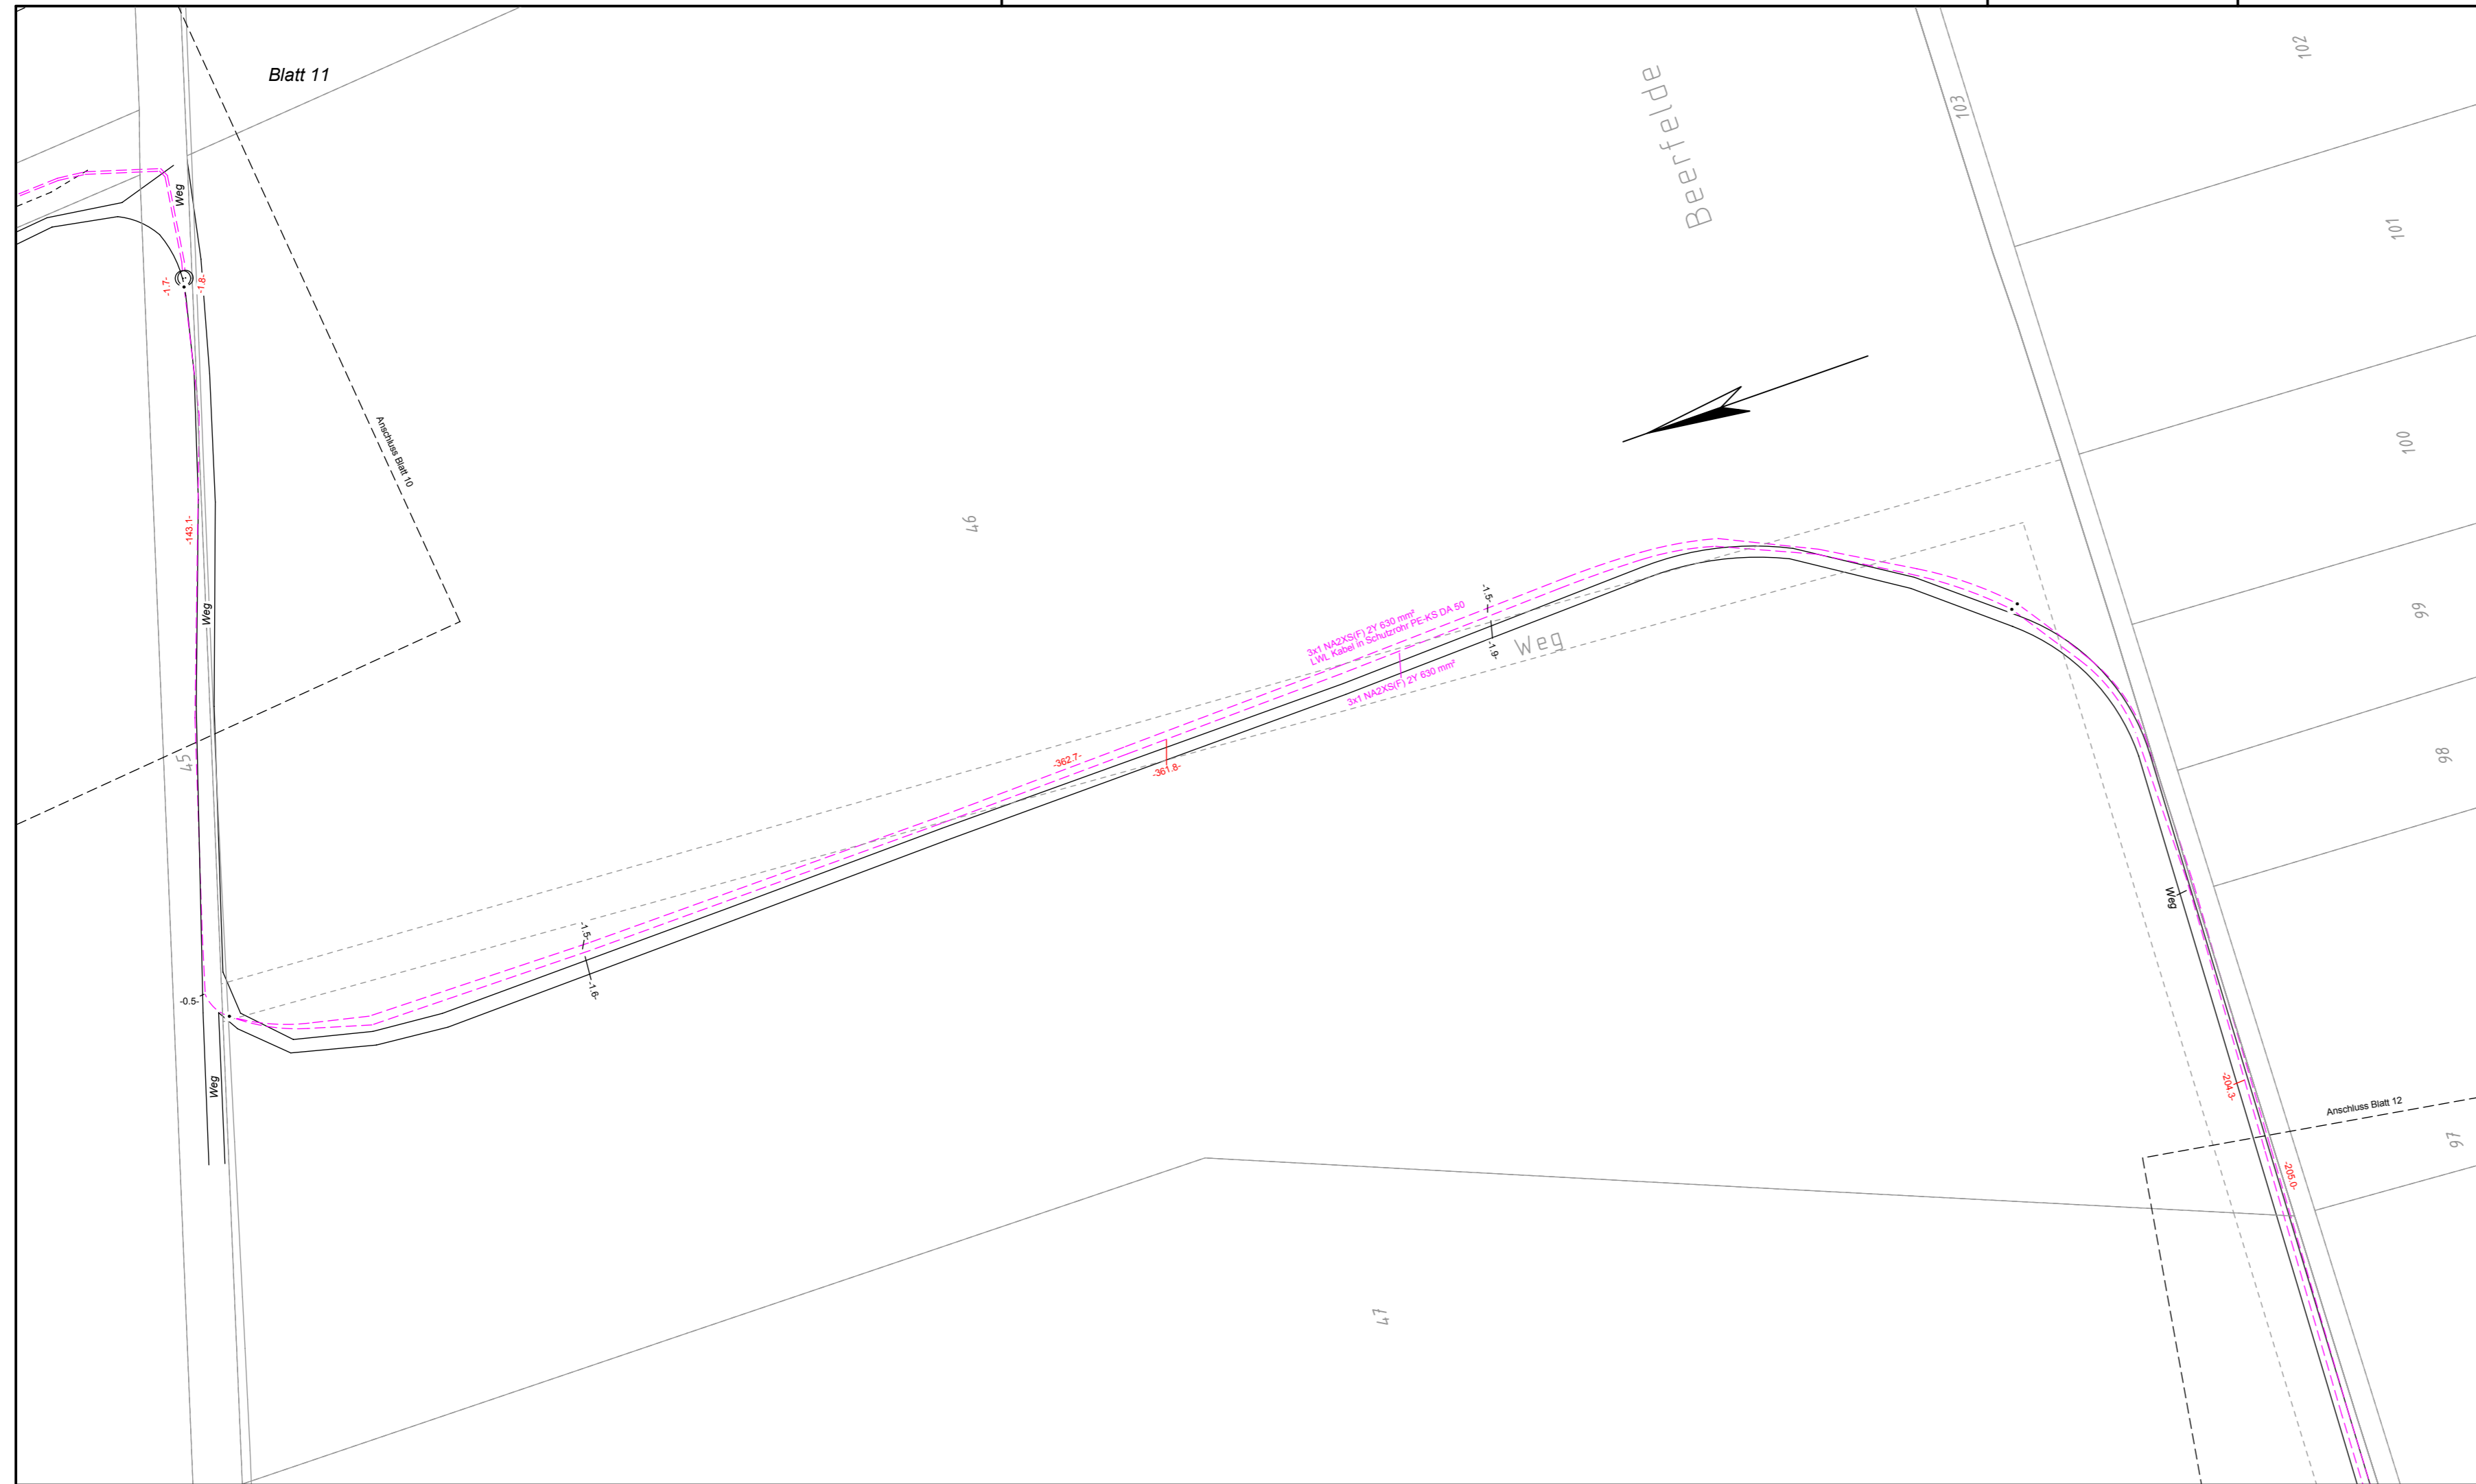 Blatt 11
102
103
Beerfelde
Weg
101
-1.7-
-1.8-
Anschluss Blatt 10
100
46
-143.1-
Weg
99
-1.5-
3x1 NA2XS(F) 2Y 630 mm²
LWL Kabel in Schutzrohr PE-KS DA 50
-1.9-
Weg
3x1 NA2XS(F) 2Y 630 mm²
98
45
-362.7-
-361.8-
Weg
-1.5-
-1.6-
-0.5-
Weg
-204.3-
Anschluss Blatt 12
97
-205.0-
47